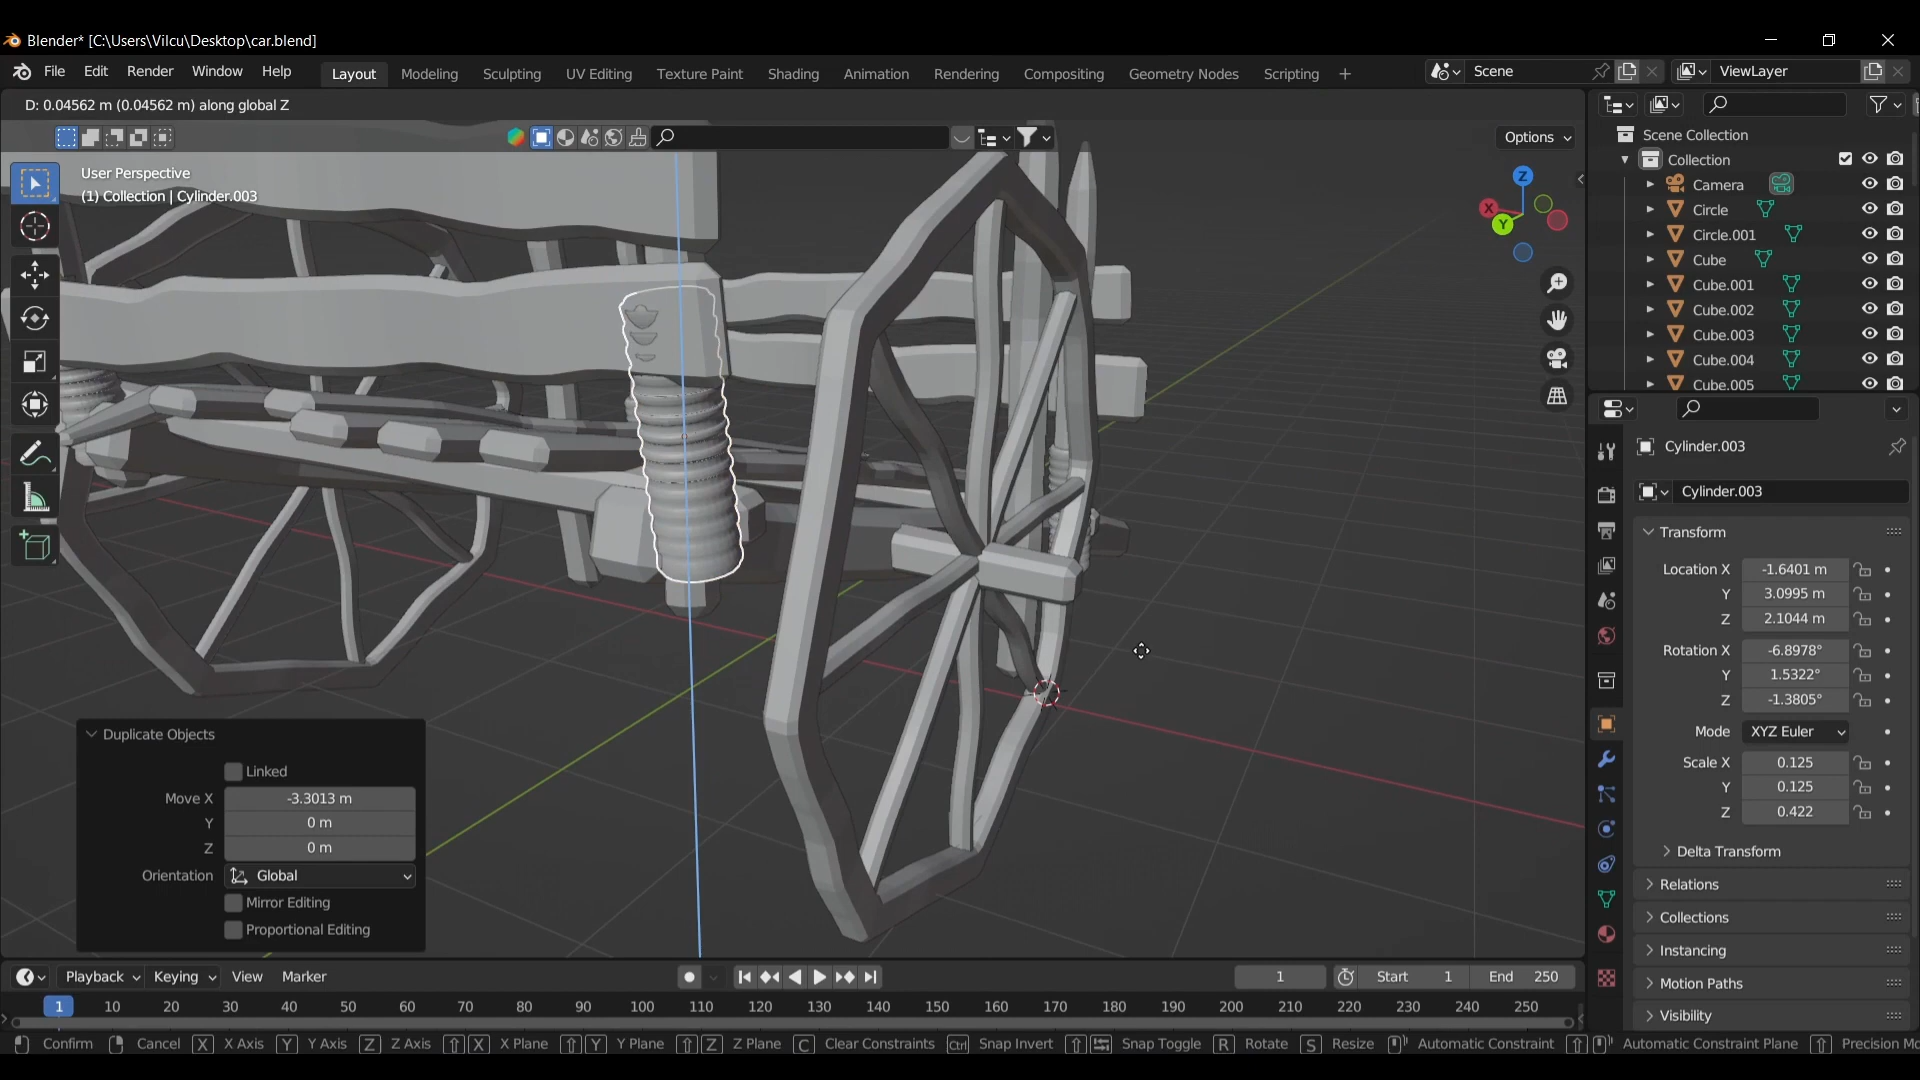 Blender* [C:\Users\Vilcu\Desktop\car.blend]
File Edit Render Window Help Layout Modeling Sculpting UV Editing Texture Paint Shading Animation Rendering Compositing Geometry Nodes Scripting + Scene ViewLayer
D: 0.04562 m (0.04562 m) along global Z
Options
User Perspective
(1) Collection | Cylinder.003
Z
X
Y
Scene Collection
Collection
Camera
Circle
Circle.001
Cube
Cube.001
Cube.002
Cube.003
Cube.004
Cube.005
Cylinder.003
Cylinder.003
Transform
Location X -1.6401 m
Y 3.0995 m
Z 2.1044 m
Rotation X -6.8978°
Y 1.5322°
Z -1.3805°
Mode XYZ Euler
Scale X 0.125
Y 0.125
Z 0.422
Delta Transform
Relations
Collections
Instancing
Motion Paths
Visibility
Duplicate Objects
Linked
Move X -3.3013 m
Y 0 m
Z 0 m
Orientation Global
Mirror Editing
Proportional Editing
Playback Keying View Marker 1 Start 1 End 250
1 10 20 30 40 50 60 70 80 90 100 110 120 130 140 150 160 170 180 190 200 210 220 230 240 250
Confirm Cancel X X Axis Y Y Axis Z Z Axis X X Plane Y Y Plane Z Z Plane C Clear Constraints Ctrl Snap Invert Snap Toggle R Rotate S Resize Automatic Constraint Automatic Constraint Plane Precision Mo